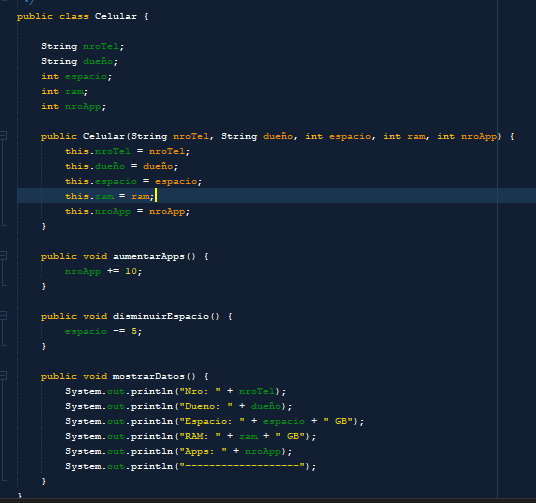 */
public class Celular {
String nroTel;
String dueño;
int espacio;
int ram;
int nroApp;
public Celular(String nroTel, String dueño, int espacio, int ram, int nroApp) {
this.nroTel = nroTel;
this.dueño = dueño;
this.espacio = espacio;
this.ram = ram;
this.nroApp = nroApp;
}
public void aumentarApps() {
nroApp += 10;
}
public void disminuirEspacio() {
espacio -= 5;
}
public void mostrarDatos() {
System.out.println("Nro: " + nroTel);
System.out.println("Dueno: " + dueño);
System.out.println("Espacio: " + espacio + " GB");
System.out.println("RAM: " + ram + " GB");
System.out.println("Apps: " + nroApp);
System.out.println("-------------------");
}
}